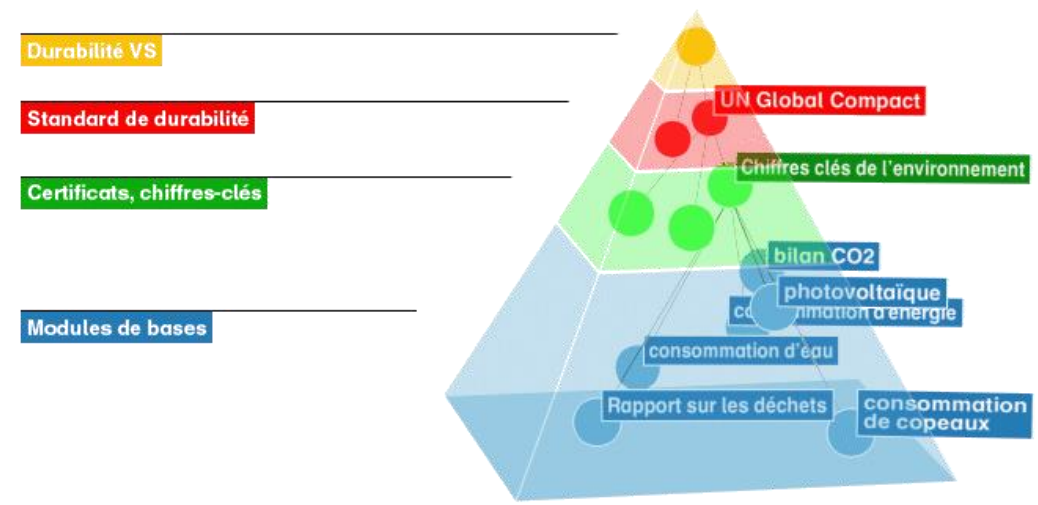 Durabilité VS
Standard de durabilité
UN Global Compact
Certificats, chiffres-clés
Chiffres clés de l'environnement
bilan CO2
photovoltaïque
d'énergie
Modules de bases
consommation d'éau
Rapport sur les déchets
consommation
de copeaux